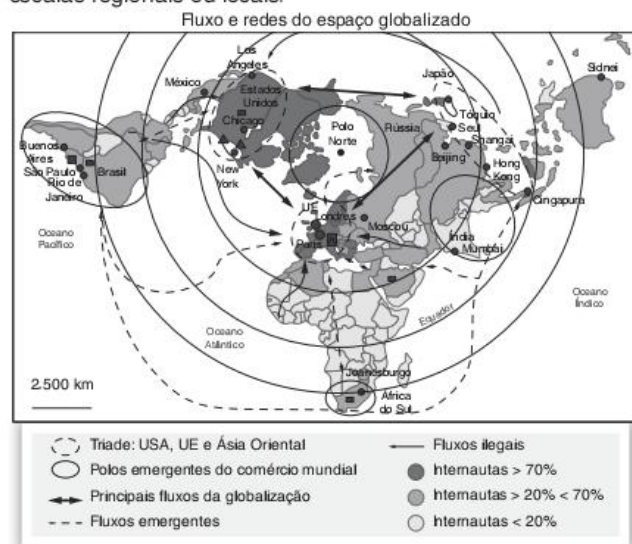 escalas regionais ou locais.
Fluxo e redes do espaço globalizado
Los
Angeles
México
Estados
Unidos
Chicago
New
York
Japão
Tóquio
Seul
Shangai
Beijing
Hong
Kong
Cingapura
Sidnei
Polo
Norte
Rússia
Buenos
Aires
São Paulo
Rio de
Janeiro
Brasil
UE
Londres
Paris
Moscou
Índia
Mumbai
Oceano
Pacífico
Oceano
Atlântico
Equador
Oceano
Índico
Joanesburgo
África
do Sul
2.500 km
Triade: USA, UE e Ásia Oriental
Polos emergentes do comércio mundial
Principais fluxos da globalização
Fluxos emergentes
Fluxos ilegais
Internautas > 70%
Internautas > 20% < 70%
Internautas < 20%